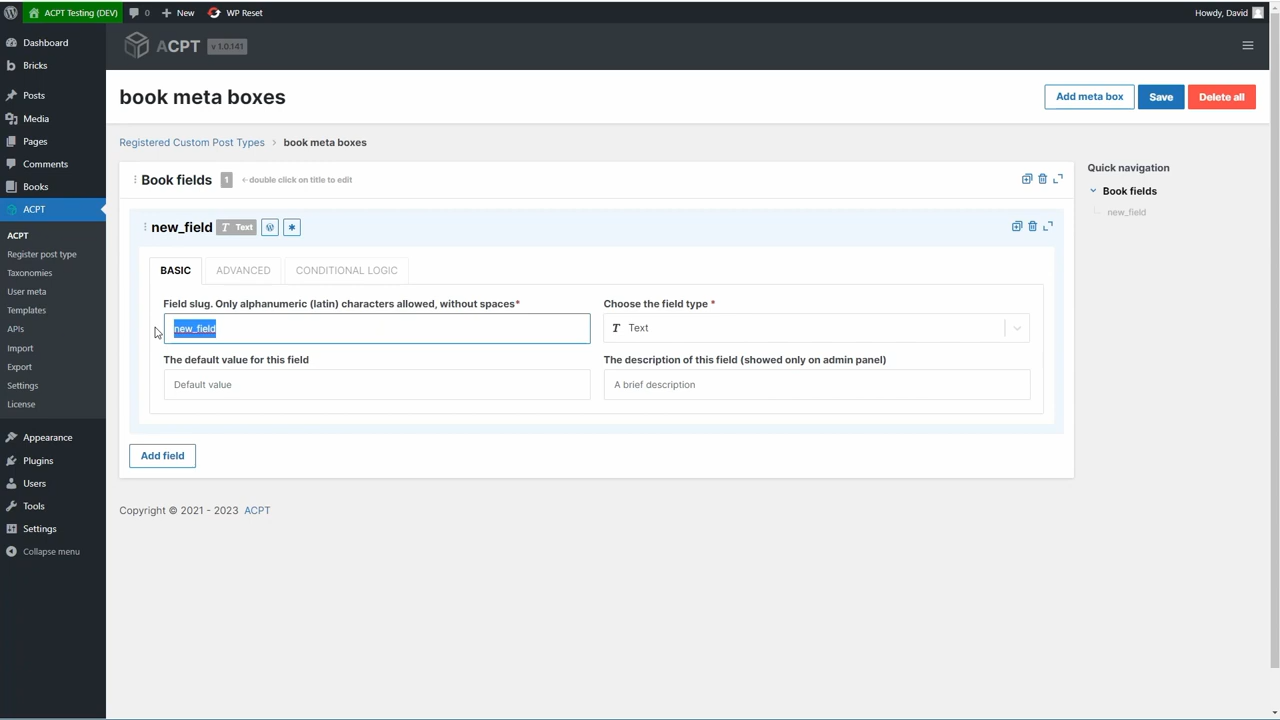 ACPT Testing (DEV)
0
New
WP Reset
Howdy, David
Dashboard
Bricks
Posts
Media
Pages
Comments
Books
ACPT
ACPT
Register post type
Taxonomies
User meta
Templates
APIs
Import
Export
Settings
License
Appearance
Plugins
Users
Tools
Settings
Collapse menu
ACPT v 1.0.141
book meta boxes
Add meta box
Save
Delete all
Registered Custom Post Types > book meta boxes
Book fields 1 ←double click on title to edit
new_field T Text
BASIC ADVANCED CONDITIONAL LOGIC
Field slug. Only alphanumeric (latin) characters allowed, without spaces*
Choose the field type *
new_field
T Text
The default value for this field
The description of this field (showed only on admin panel)
Default value
A brief description
Add field
Copyright © 2021 - 2023 ACPT
Quick navigation
Book fields
new_field